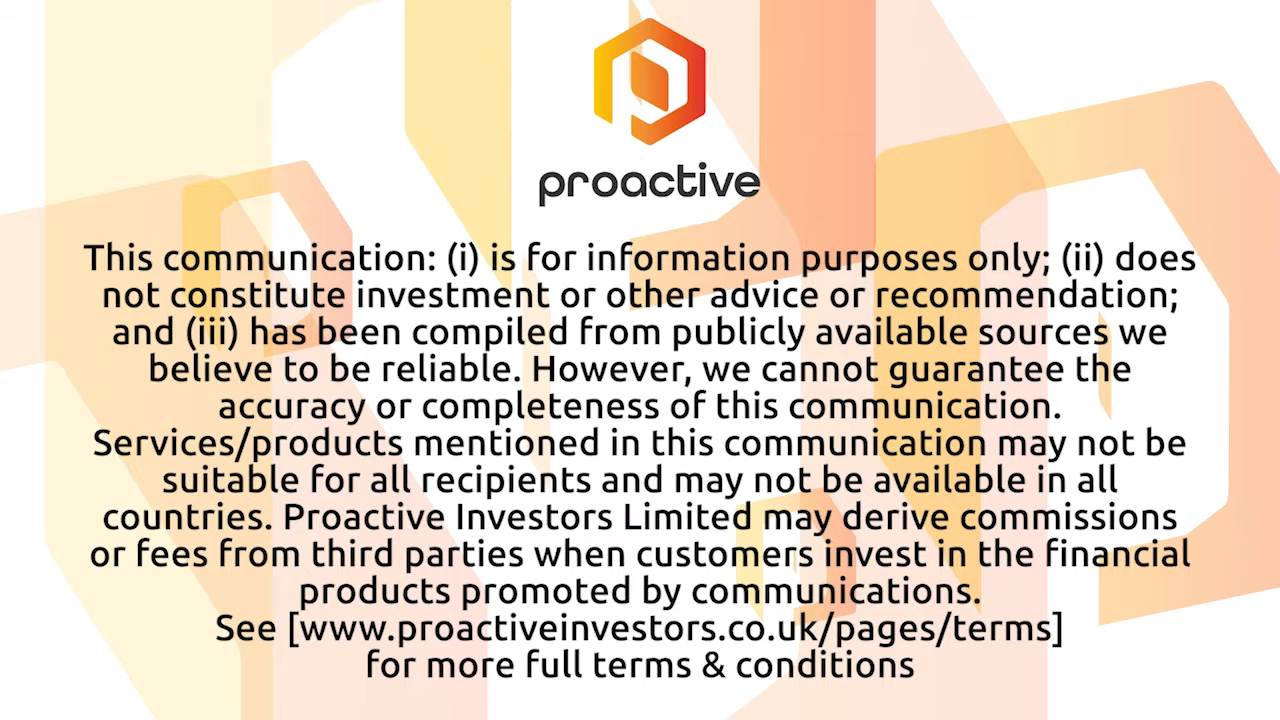 proactive
This communication: (i) is for information purposes only; (ii) does
not constitute investment or other advice or recommendation;
and (iii) has been compiled from publicly available sources we
believe to be reliable. However, we cannot guarantee the
accuracy or completeness of this communication.
Services/products mentioned in this communication may not be
suitable for all recipients and may not be available in all
countries. Proactive Investors Limited may derive commissions
or fees from third parties when customers invest in the financial
products promoted by communications.
See [www.proactiveinvestors.co.uk/pages/terms]
for more full terms & conditions